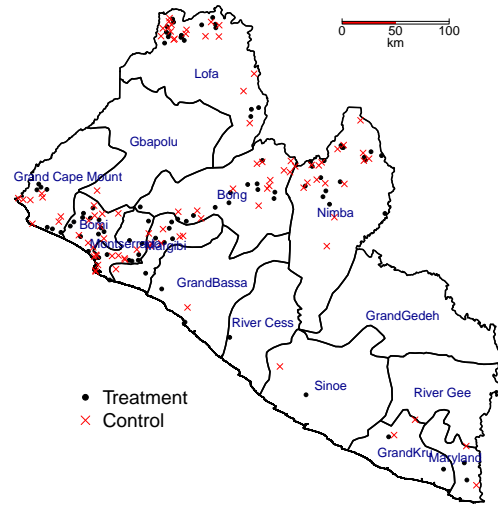 0 50 100
km
Lofa
Gbapolu
Grand Cape Mount
Bong
Bomi
Nimba
Montserrado
Margibi
GrandBassa
GrandGedeh
River Cess
Sinoe
River Gee
Treatment
Control
GrandKru
Maryland